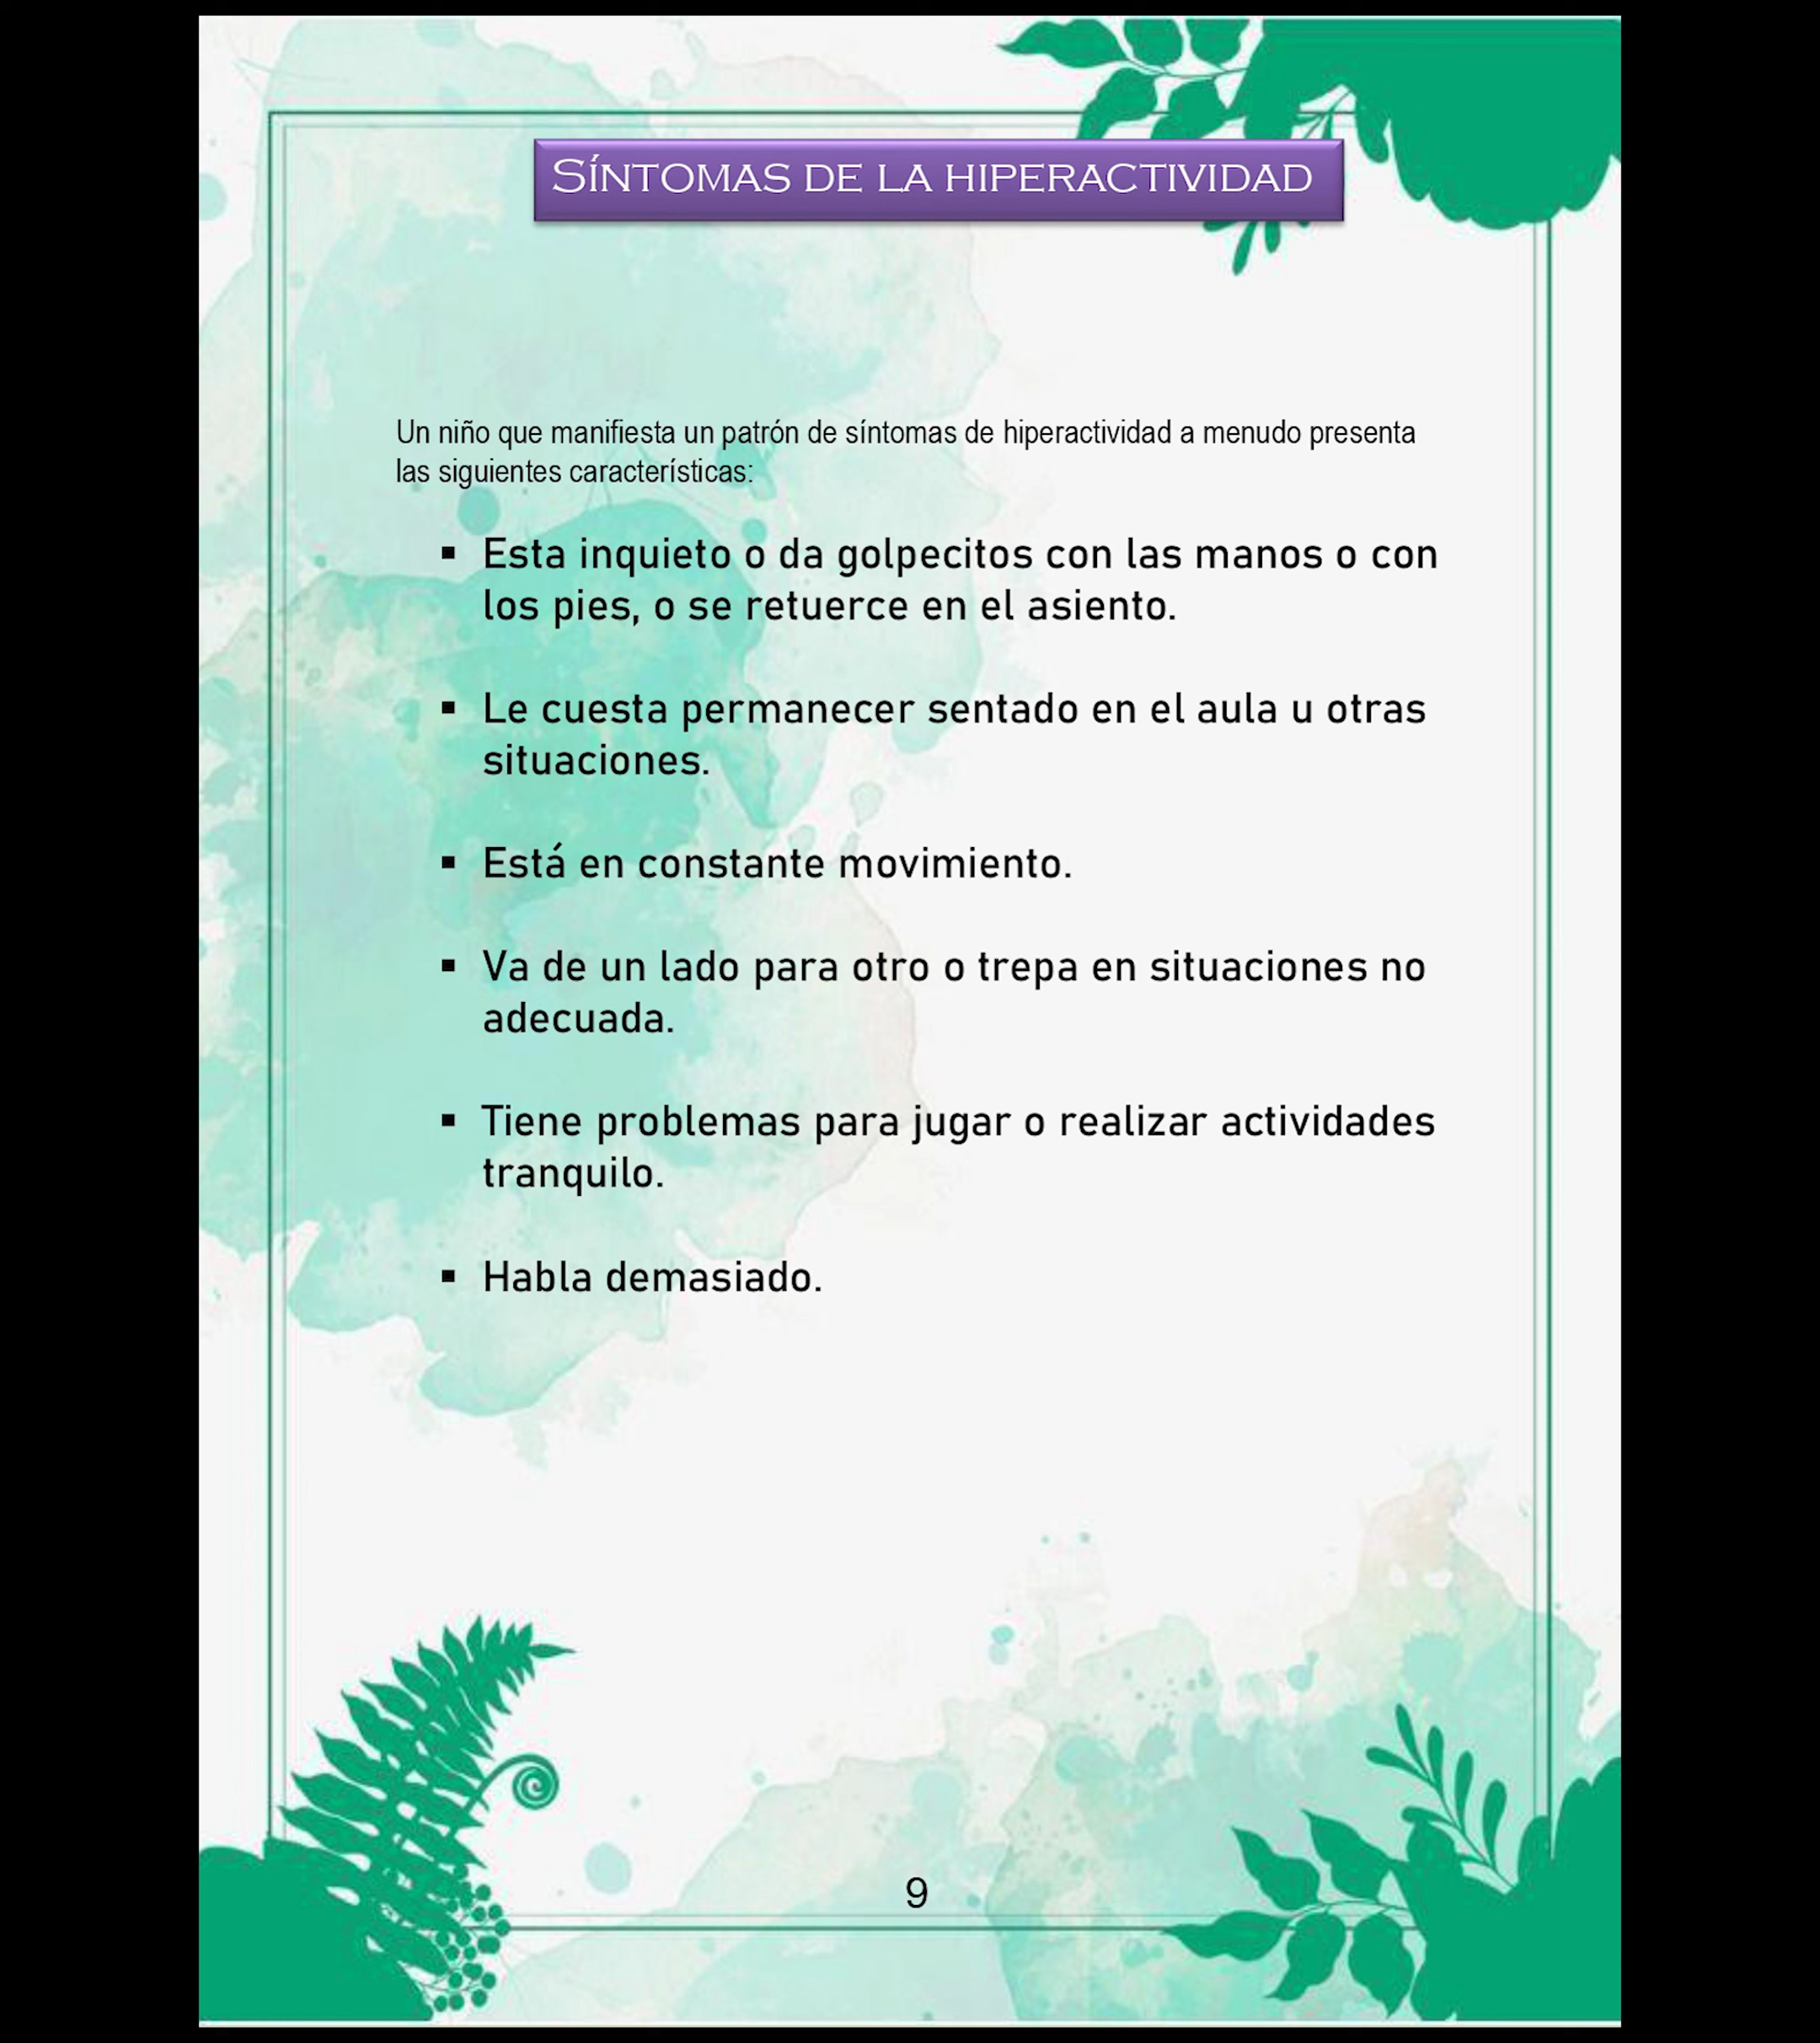 SÍNTOMAS DE LA HIPERACTIVIDAD
Un niño que manifiesta un patrón de síntomas de hiperactividad a menudo presenta
las siguientes características:
▪ Esta inquieto o da golpecitos con las manos o con
los pies, o se retuerce en el asiento.
▪ Le cuesta permanecer sentado en el aula u otras
situaciones.
▪ Está en constante movimiento.
▪ Va de un lado para otro o trepa en situaciones no
adecuada.
▪ Tiene problemas para jugar o realizar actividades
tranquilo.
▪ Habla demasiado.
9